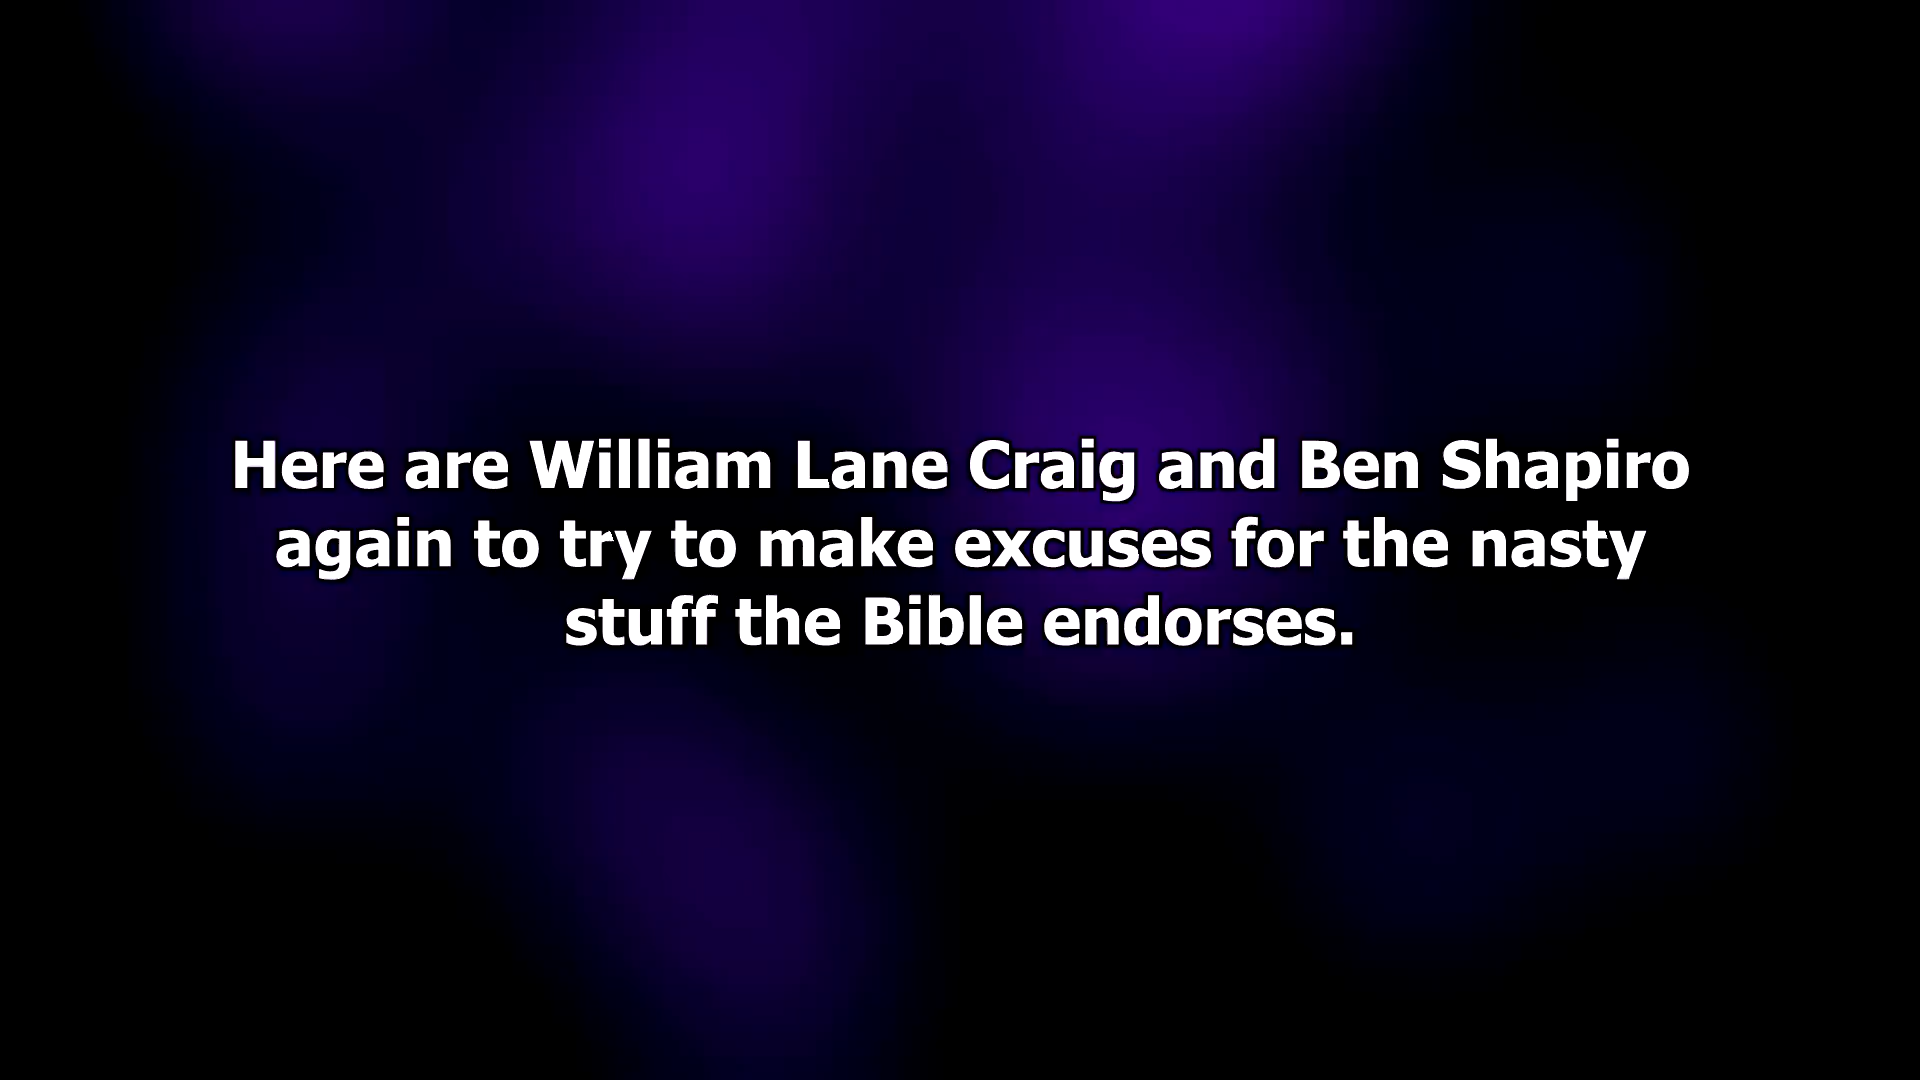 Here are William Lane Craig and Ben Shapiro
again to try to make excuses for the nasty
stuff the Bible endorses.